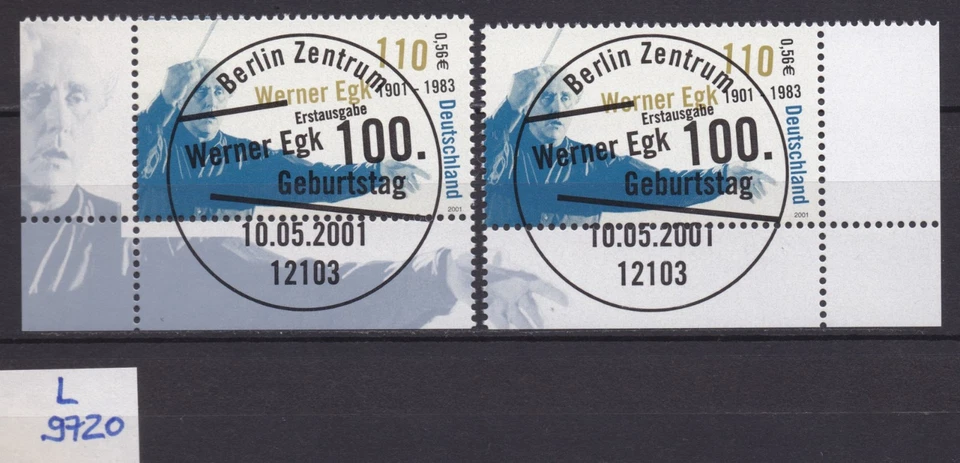 110
0,56€
Werner Egk
1901 - 1983
Deutschland
2001
Berlin Zentrum
Erstausgabe
Werner Egk 100.
Geburtstag
10.05.2001
12103
110
0,56€
Werner Egk
1901 1983
Deutschland
2001
Berlin Zentrum
Erstausgabe
Werner Egk 100.
Geburtstag
10.05.2001
12103
L
9720